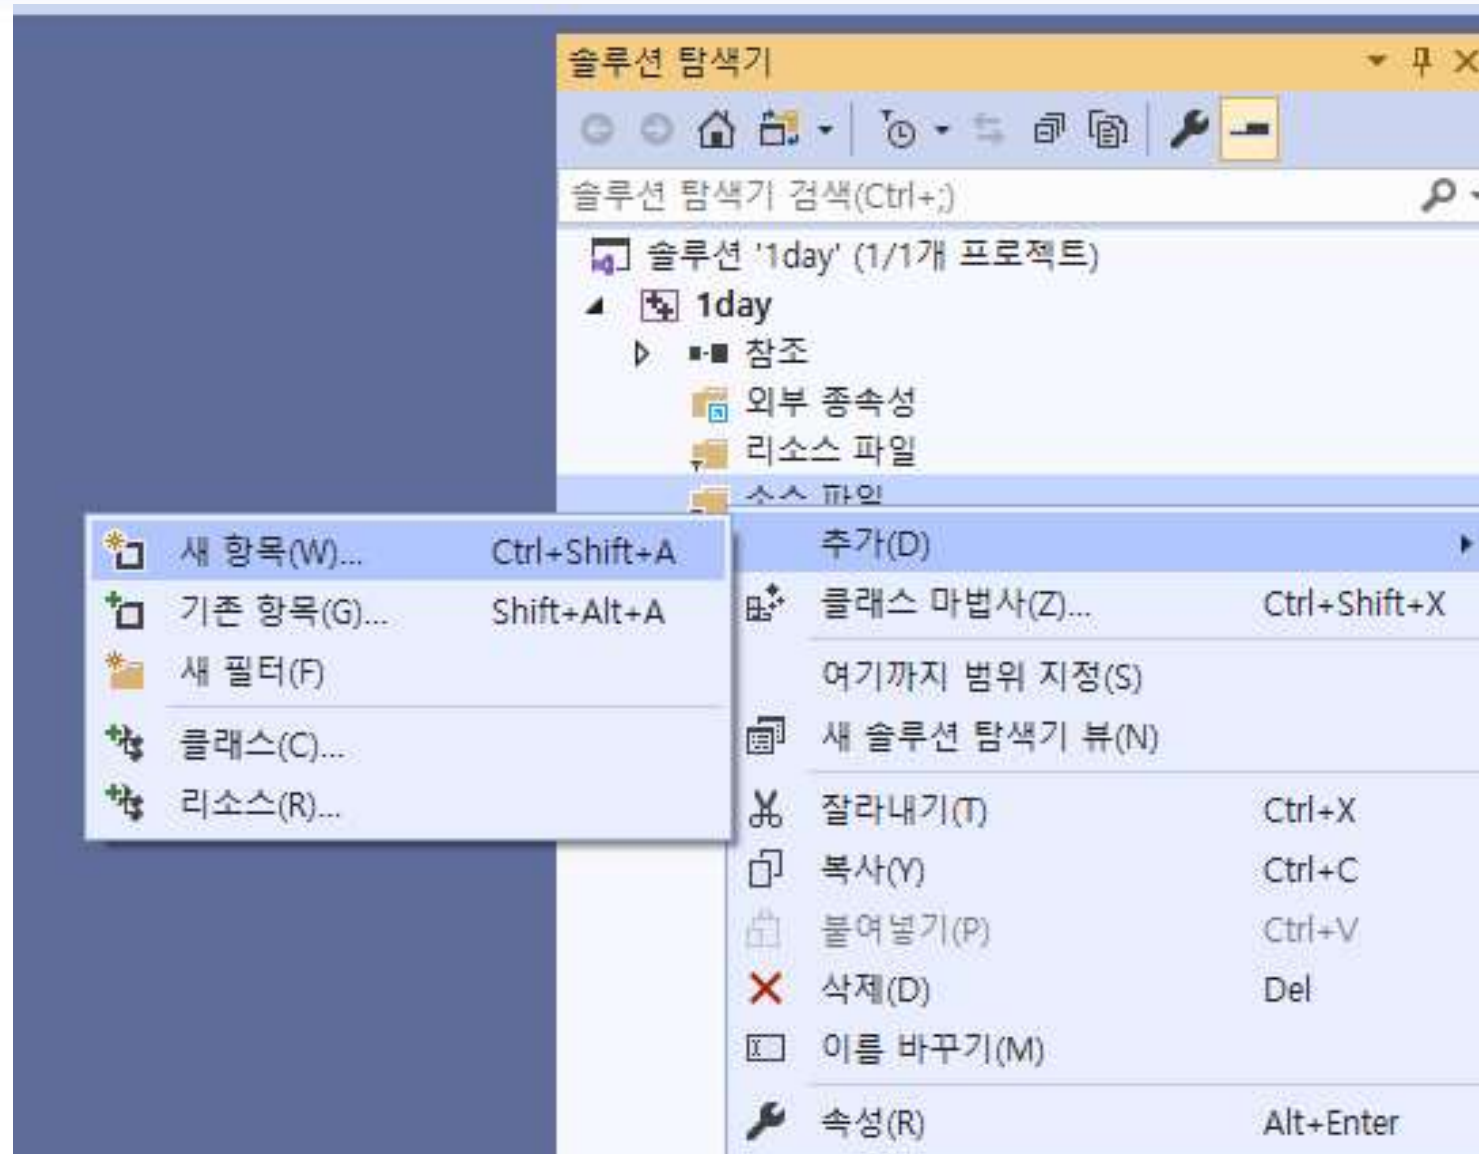 솔루션 탐색기
솔루션 탐색기 검색(Ctrl+;)
솔루션 '1day' (1/1개 프로젝트)
1day
참조
외부 종속성
리소스 파일
소스 파일
새 항목(W)... Ctrl+Shift+A
기존 항목(G)... Shift+Alt+A
새 필터(F)
클래스(C)...
리소스(R)...
추가(D)
클래스 마법사(Z)... Ctrl+Shift+X
여기까지 범위 지정(S)
새 솔루션 탐색기 뷰(N)
잘라내기(T) Ctrl+X
복사(Y) Ctrl+C
붙여넣기(P) Ctrl+V
삭제(D) Del
이름 바꾸기(M)
속성(R) Alt+Enter